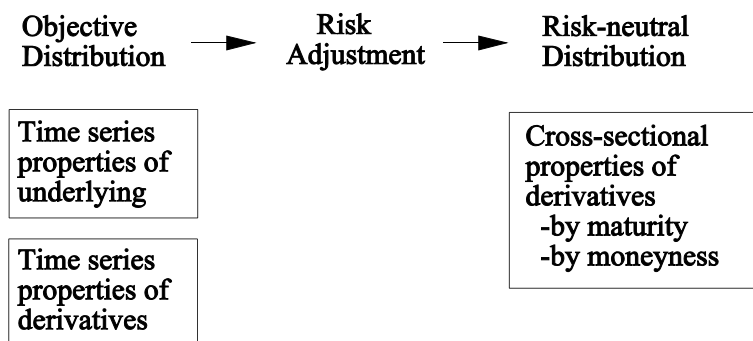 Objective
Distribution
Risk
Adjustment
Risk-neutral
Distribution
Time series
properties of
underlying
Time series
properties of
derivatives
Cross-sectional
properties of
derivatives
-by maturity
-by moneyness